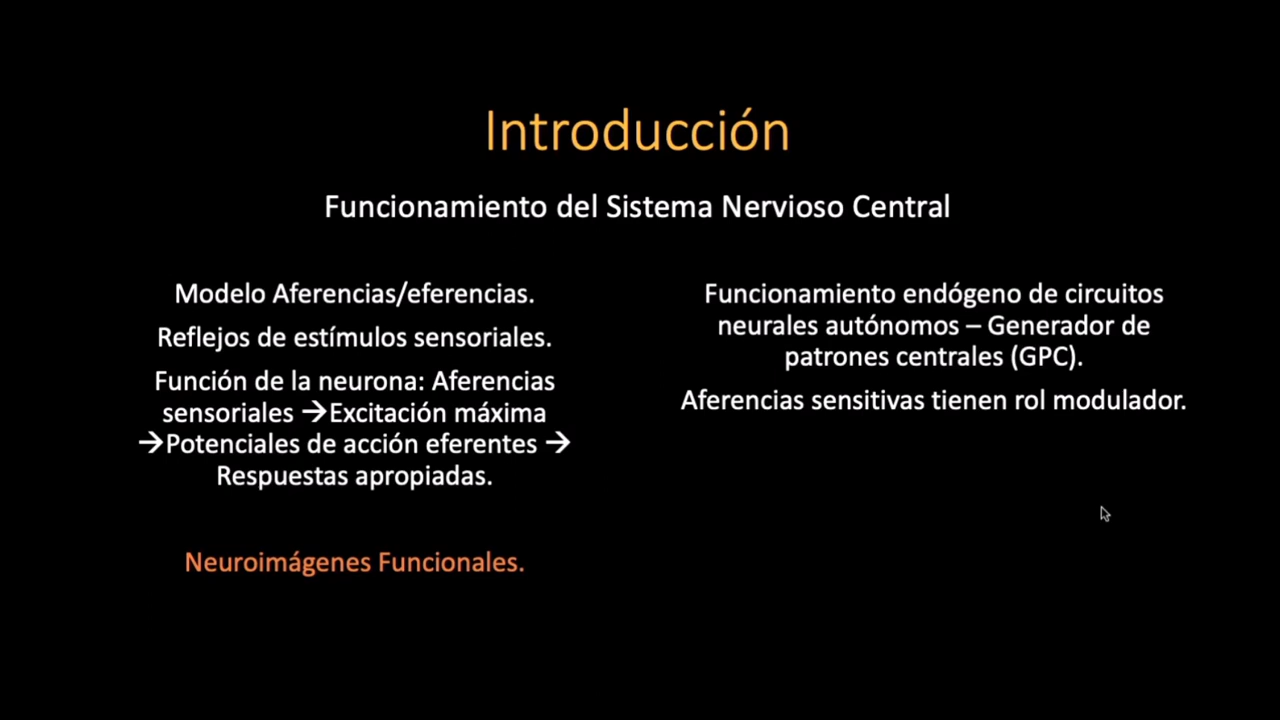 Introducción
Funcionamiento del Sistema Nervioso Central
Modelo Aferencias/eferencias.
Reflejos de estímulos sensoriales.
Función de la neurona: Aferencias
sensoriales →Excitación máxima
→Potenciales de acción eferentes →
Respuestas apropiadas.
Neuroimágenes Funcionales.
Funcionamiento endógeno de circuitos
neurales autónomos – Generador de
patrones centrales (GPC).
Aferencias sensitivas tienen rol modulador.